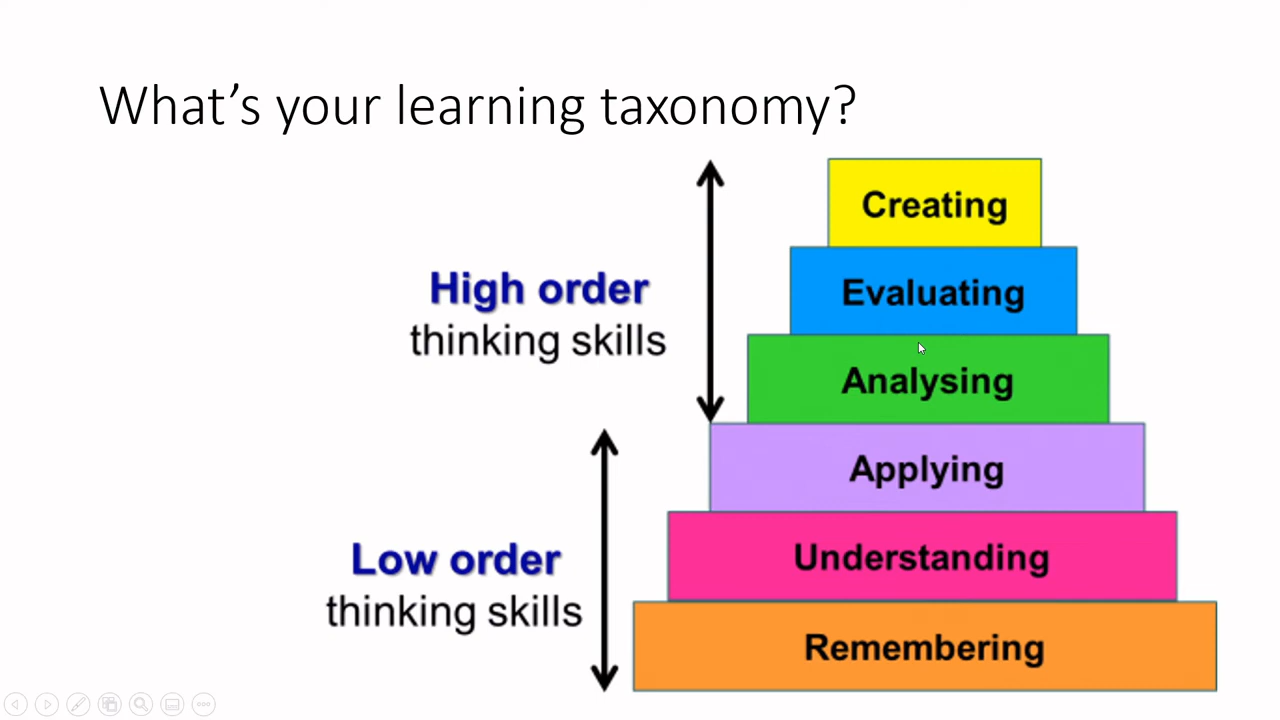 What's your learning taxonomy?
Creating
Evaluating
High order
thinking skills
Analysing
Applying
Low order
thinking skills
Understanding
Remembering